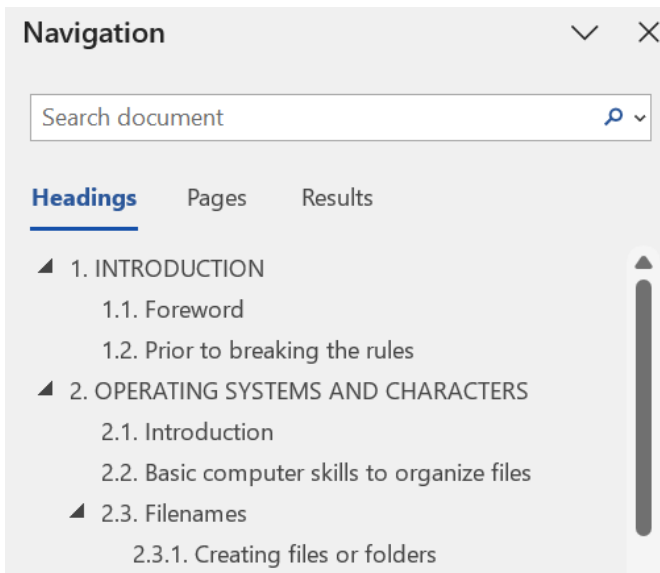 Navigation
Search document
Headings Pages Results
1. INTRODUCTION
1.1. Foreword
1.2. Prior to breaking the rules
2. OPERATING SYSTEMS AND CHARACTERS
2.1. Introduction
2.2. Basic computer skills to organize files
2.3. Filenames
2.3.1. Creating files or folders